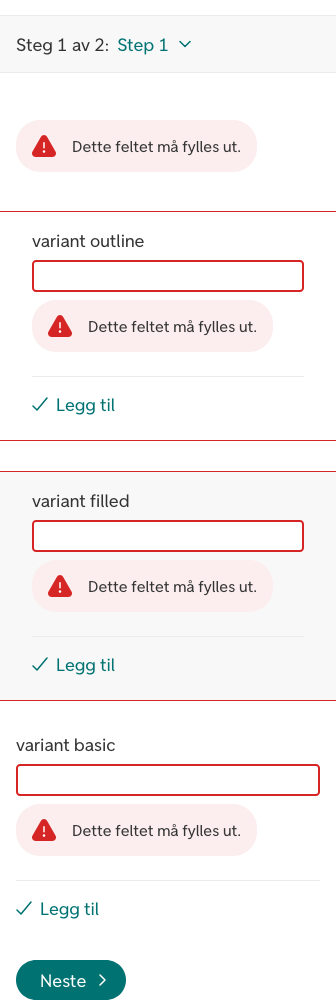 Steg 1 av 2: Step 1
Dette feltet må fylles ut.
variant outline
Dette feltet må fylles ut.
Legg til
variant filled
Dette feltet må fylles ut.
Legg til
variant basic
Dette feltet må fylles ut.
Legg til
Neste